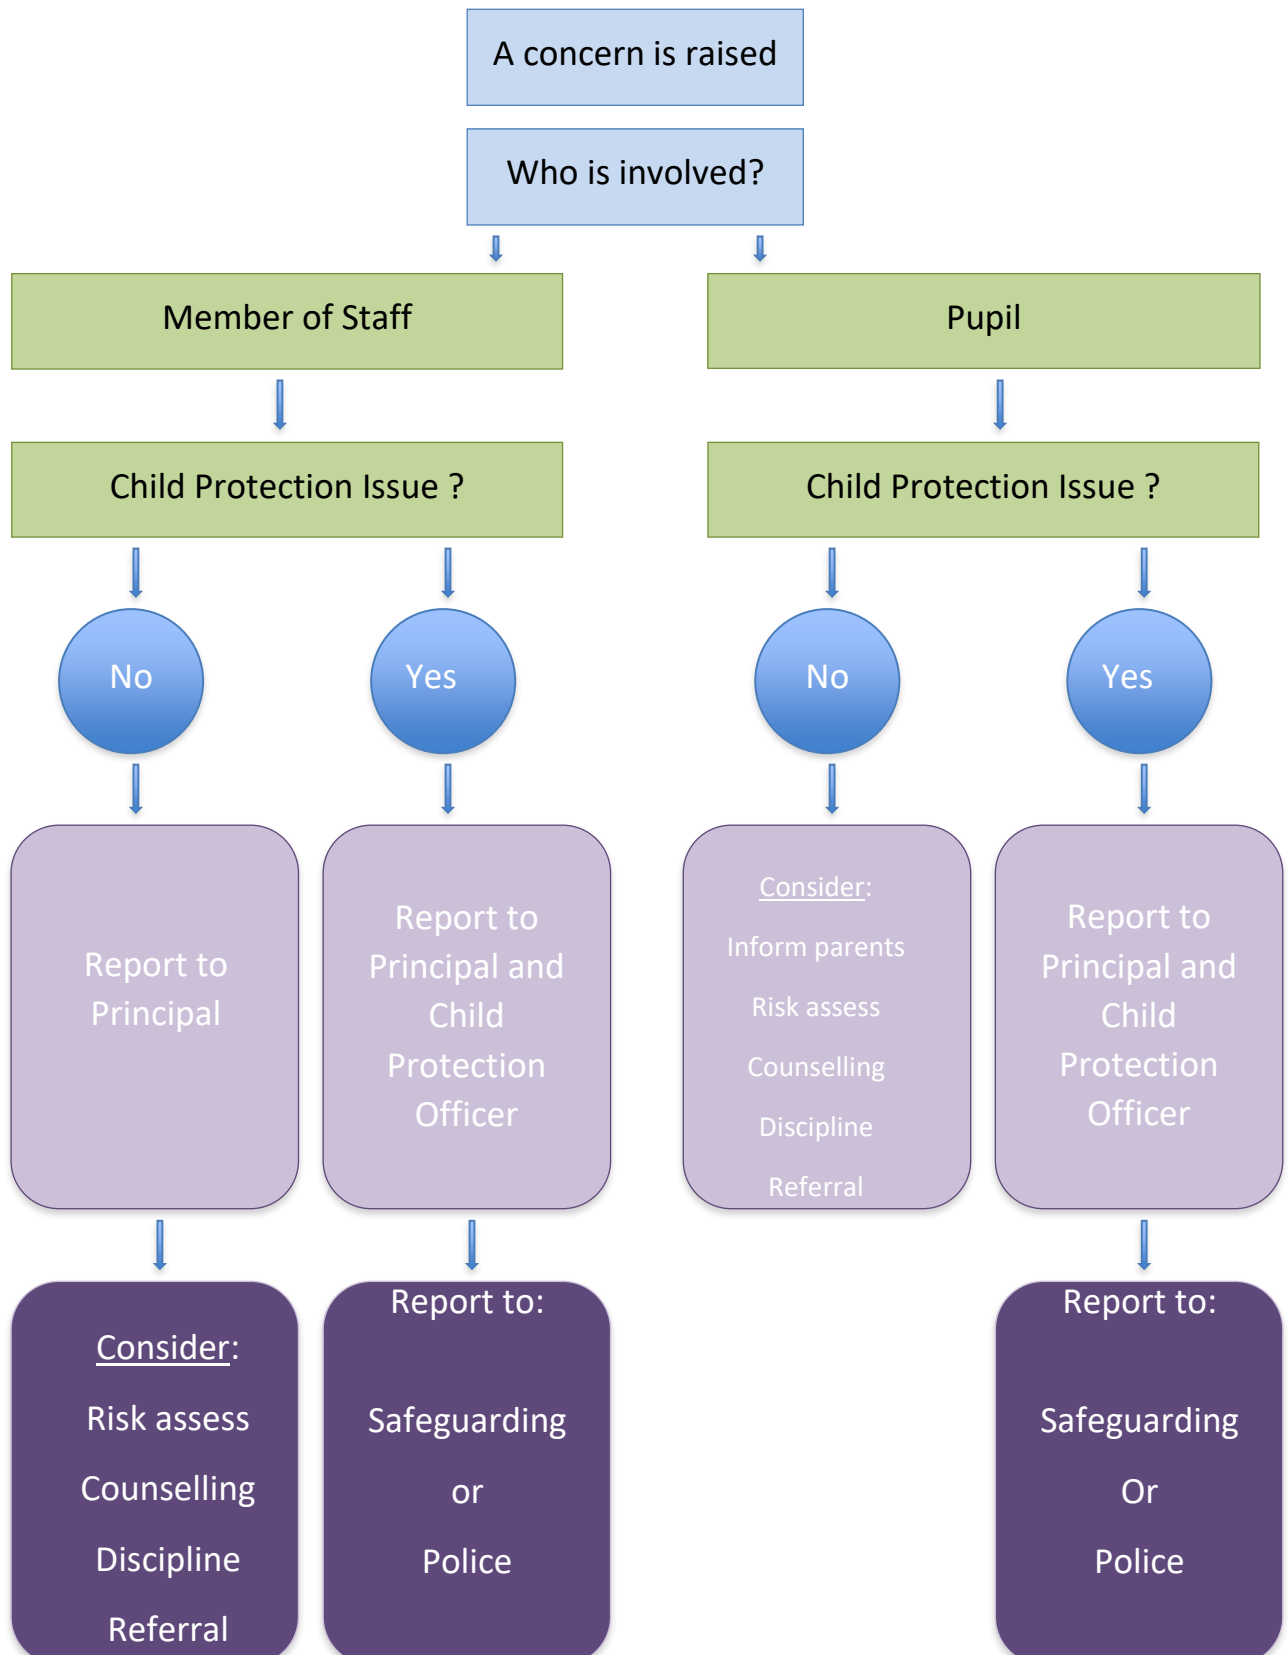 A concern is raised
Who is involved?
Member of Staff
Pupil
Child Protection Issue ?
Child Protection Issue ?
No
Yes
No
Yes
Report to
Principal
Report to
Principal and
Child
Protection
Officer
Consider:
Inform parents
Risk assess
Counselling
Discipline
Referral
Report to
Principal and
Child
Protection
Officer
Consider:
Risk assess
Counselling
Discipline
Referral
Report to:
Safeguarding
or
Police
Report to:
Safeguarding
Or
Police